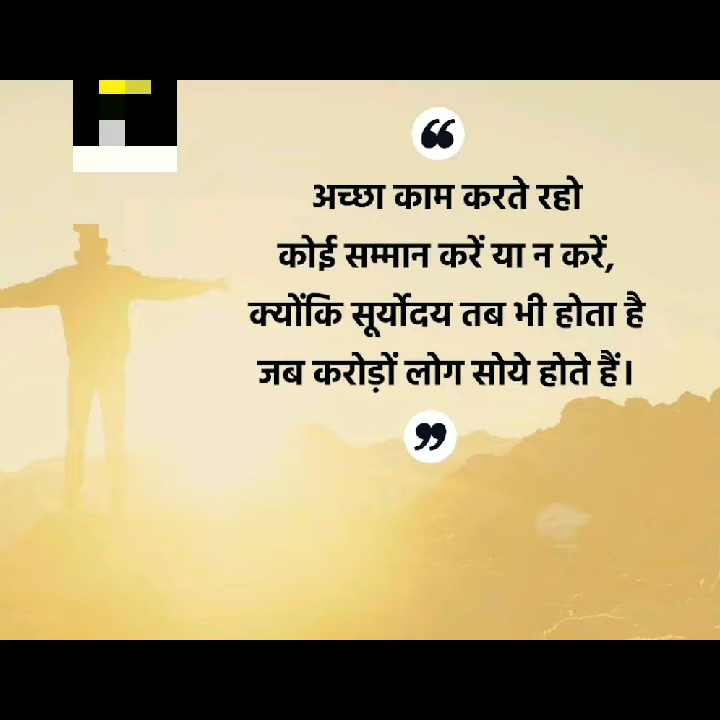 ❝
अच्छा काम करते रहो
कोई सम्मान करें या न करें,
क्योंकि सूर्योदय तब भी होता है
जब करोड़ों लोग सोये होते हैं।
❞